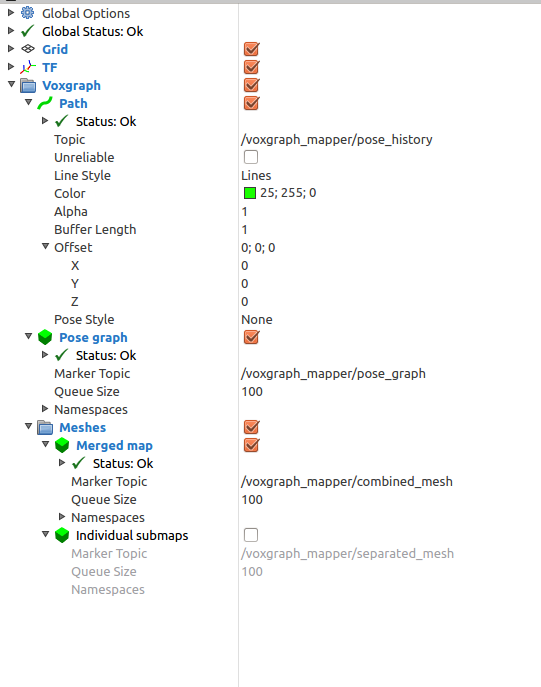 Global Options
Global Status: Ok
Grid
TF
Voxgraph
Path
Status: Ok
Topic /voxgraph_mapper/pose_history
Unreliable
Line Style Lines
Color 25; 255; 0
Alpha 1
Buffer Length 1
Offset 0; 0; 0
X 0
Y 0
Z 0
Pose Style None
Pose graph
Status: Ok
Marker Topic /voxgraph_mapper/pose_graph
Queue Size 100
Namespaces
Meshes
Merged map
Status: Ok
Marker Topic /voxgraph_mapper/combined_mesh
Queue Size 100
Namespaces
Individual submaps
Marker Topic /voxgraph_mapper/separated_mesh
Queue Size 100
Namespaces